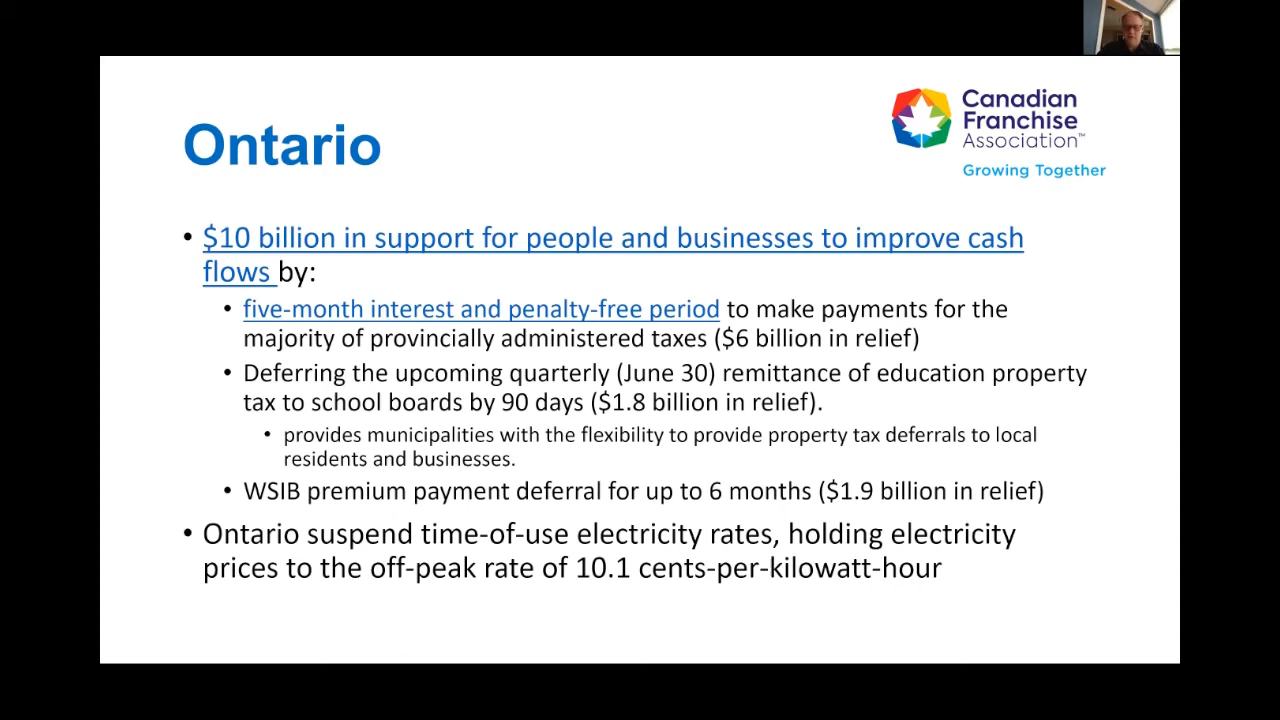 Canadian
Franchise
Association™
Growing Together
Ontario
• $10 billion in support for people and businesses to improve cash
flows by:
• five-month interest and penalty-free period to make payments for the
majority of provincially administered taxes ($6 billion in relief)
• Deferring the upcoming quarterly (June 30) remittance of education property
tax to school boards by 90 days ($1.8 billion in relief).
• provides municipalities with the flexibility to provide property tax deferrals to local
residents and businesses.
• WSIB premium payment deferral for up to 6 months ($1.9 billion in relief)
• Ontario suspend time-of-use electricity rates, holding electricity
prices to the off-peak rate of 10.1 cents-per-kilowatt-hour